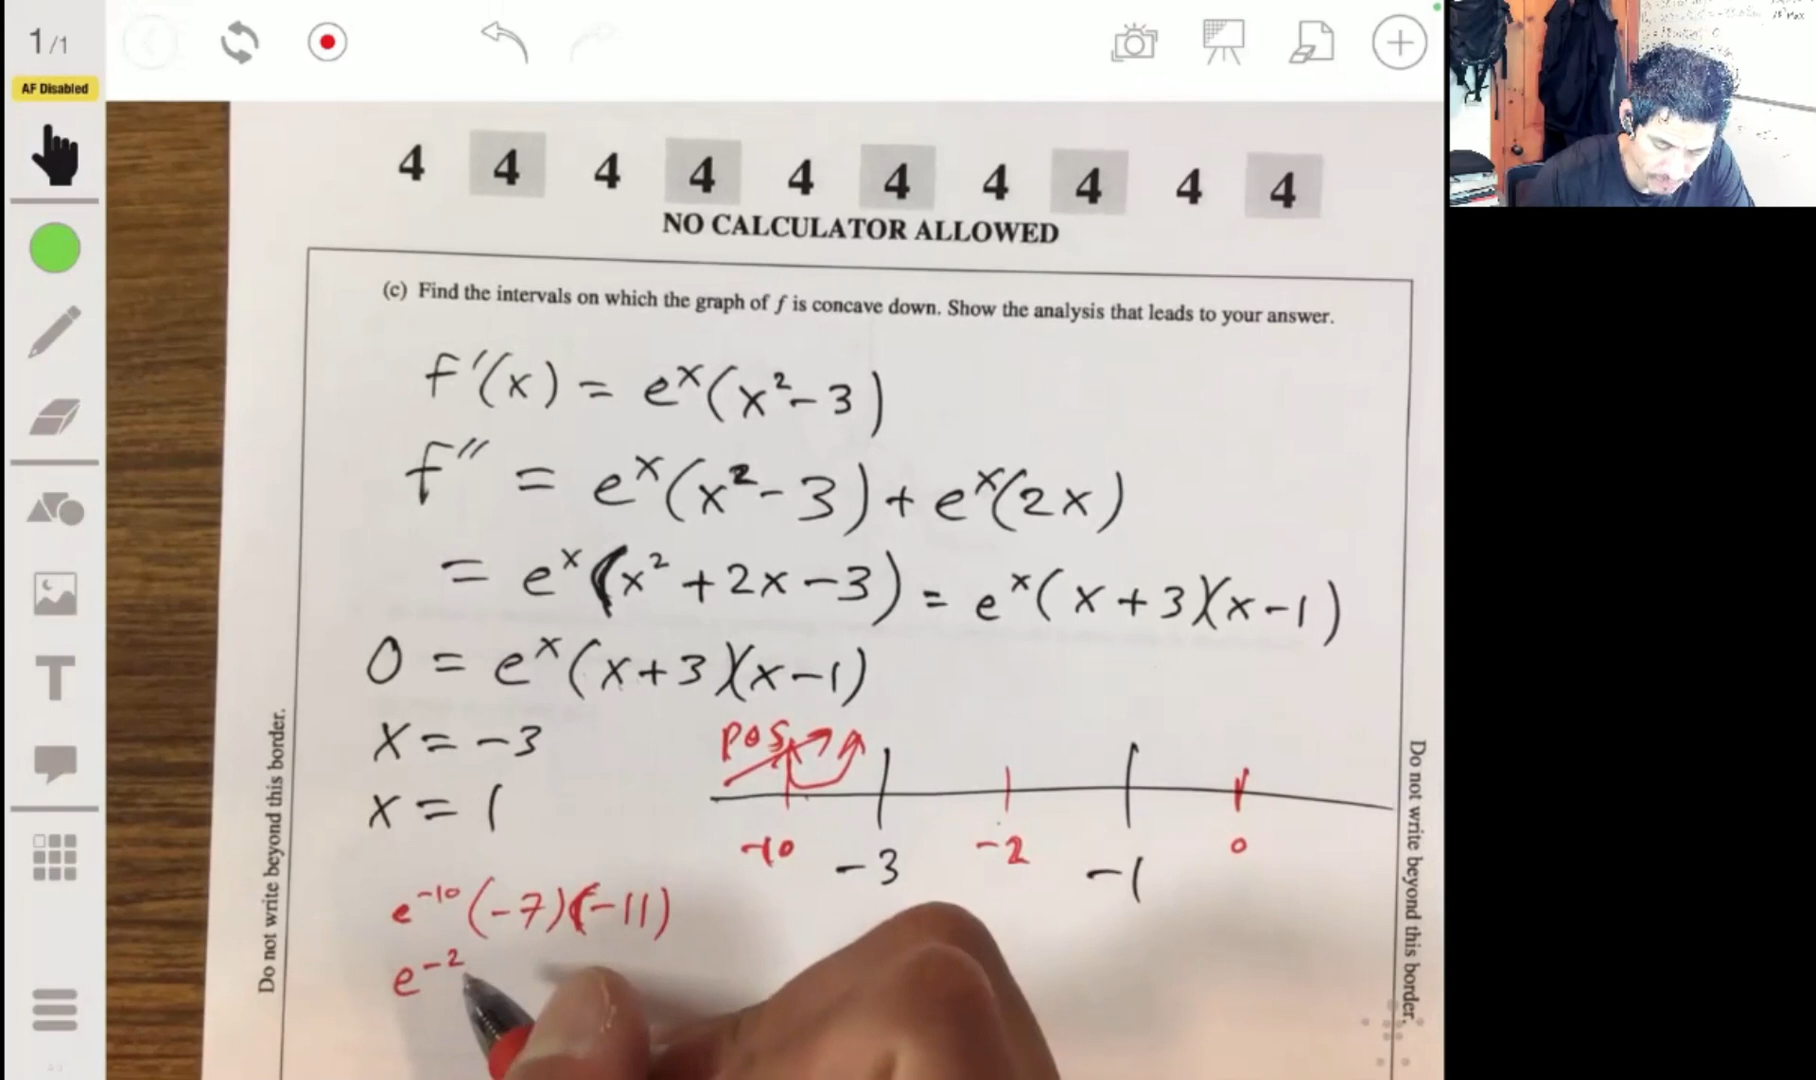 1/1
AF Disabled
4 4 4 4 4 4 4 4 4 4
NO CALCULATOR ALLOWED
(c) Find the intervals on which the graph of f is concave down. Show the analysis that leads to your answer.
f'(x) = e^x(x²-3)
f'' = e^x(x²-3) + e^x(2x)
= e^x(x²+2x-3) = e^x(x+3)(x-1)
0 = e^x(x+3)(x-1)
x = -3
x = 1
pos
-10 -3 -2 -1 0
e^-10(-7)(-11)
e^-2
Do not write beyond this border.
Do not write beyond this border.
T